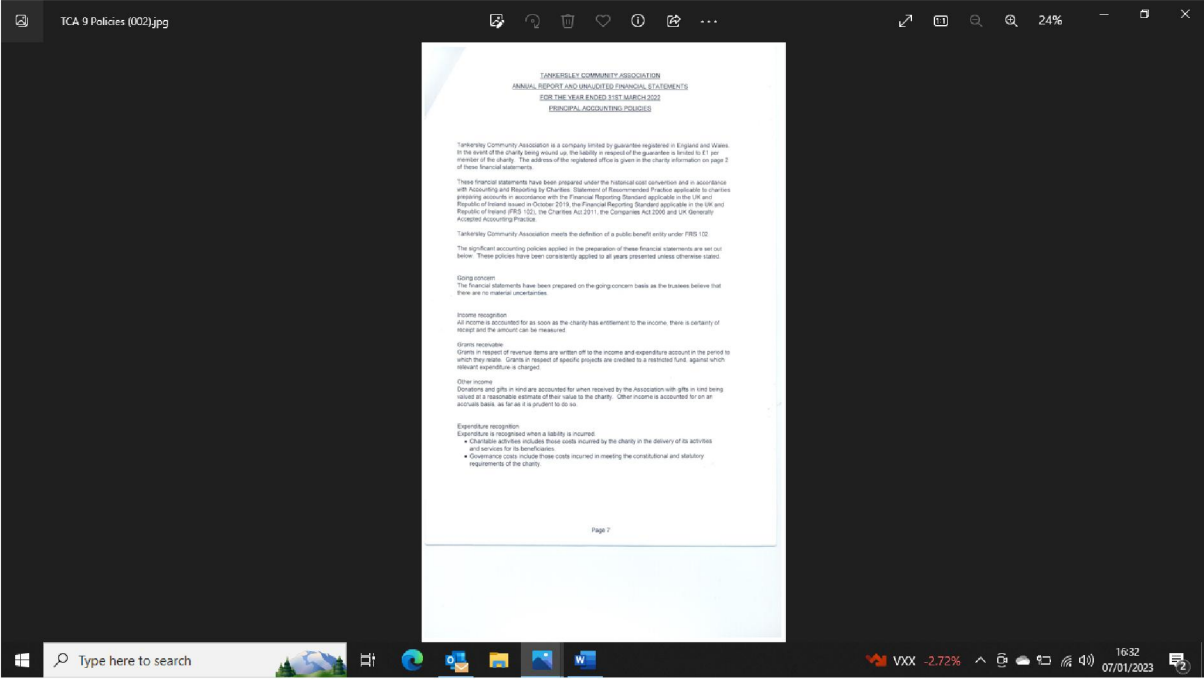 TCA 9 Policies (002).jpg
24%
TANKERSLEY COMMUNITY ASSOCIATION
ANNUAL REPORT AND UNAUDITED FINANCIAL STATEMENTS
FOR THE YEAR ENDED 31ST MARCH 2022
PRINCIPAL ACCOUNTING POLICIES
Tankersley Community Association is a company limited by guarantee registered in England and Wales.
In the event of the charity being wound up, the liability in respect of the guarantee is limited to £1 per
member of the charity. The address of the registered office is given in the charity information on page 2
of these financial statements.
These financial statements have been prepared under the historical cost convention and in accordance
with Accounting and Reporting by Charities: Statement of Recommended Practice applicable to charities
preparing accounts in accordance with the Financial Reporting Standard applicable in the UK and
Republic of Ireland issued in October 2019, the Financial Reporting Standard applicable in the UK and
Republic of Ireland (FRS 102), the Charities Act 2011, the Companies Act 2006 and UK Generally
Accepted Accounting Practice.
Tankersley Community Association meets the definition of a public benefit entity under FRS 102.
The significant accounting policies applied in the preparation of these financial statements are set out
below. These policies have been consistently applied to all years presented unless otherwise stated.
Going concern
The financial statements have been prepared on the going concern basis as the trustees believe that
there are no material uncertainties.
Income recognition
All income is accounted for as soon as the charity has entitlement to the income, there is certainty of
receipt and the amount can be measured.
Grants receivable
Grants in respect of revenue items are written off to the income and expenditure account in the period to
which they relate. Grants in respect of specific projects are credited to a restricted fund, against which
relevant expenditure is charged.
Other income
Donations and gifts in kind are accounted for when received by the Association with gifts in kind being
valued at a reasonable estimate of their value to the charity. Other income is accounted for on an
accruals basis, as far as it is prudent to do so.
Expenditure recognition
Expenditure is recognised when a liability is incurred.
• Charitable activities includes those costs incurred by the charity in the delivery of its activities
and services for its beneficiaries.
• Governance costs include those costs incurred in meeting the constitutional and statutory
requirements of the charity.
Page 7
Type here to search
VXX -2.72%
16:32
07/01/2023
2